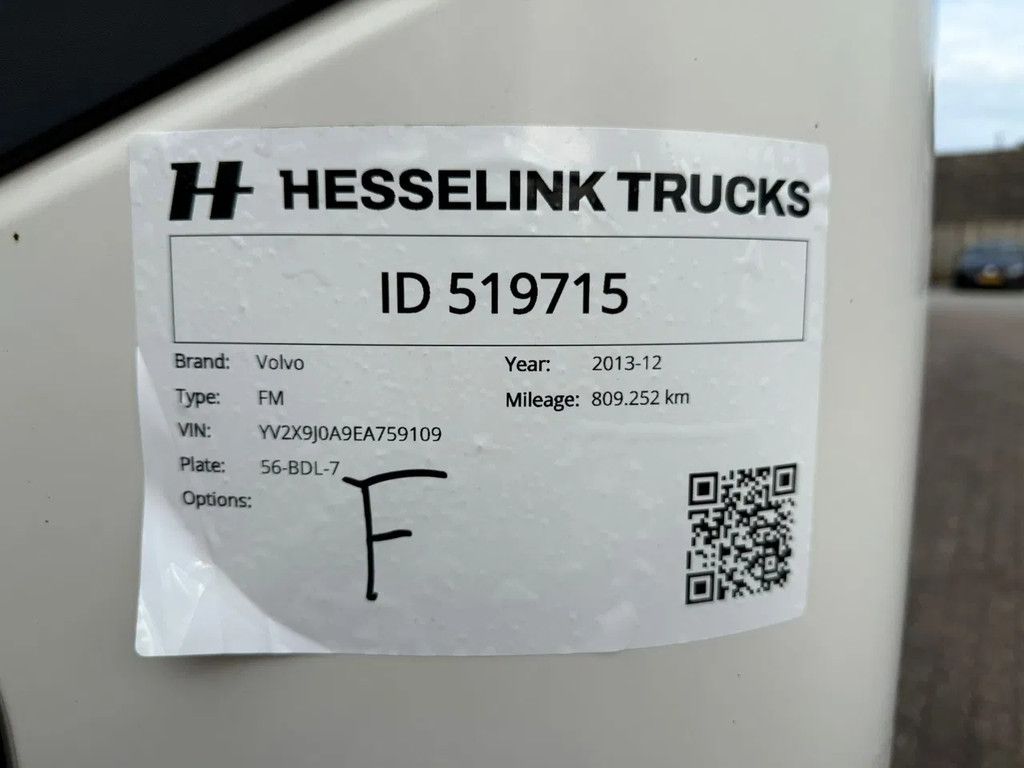 H HESSELINK TRUCKS
ID 519715
Brand: Volvo Year: 2013-12
Type: FM Mileage: 809.252 km
VIN: YV2X9J0A9EA759109
Plate: 56-BDL-7
Options: F